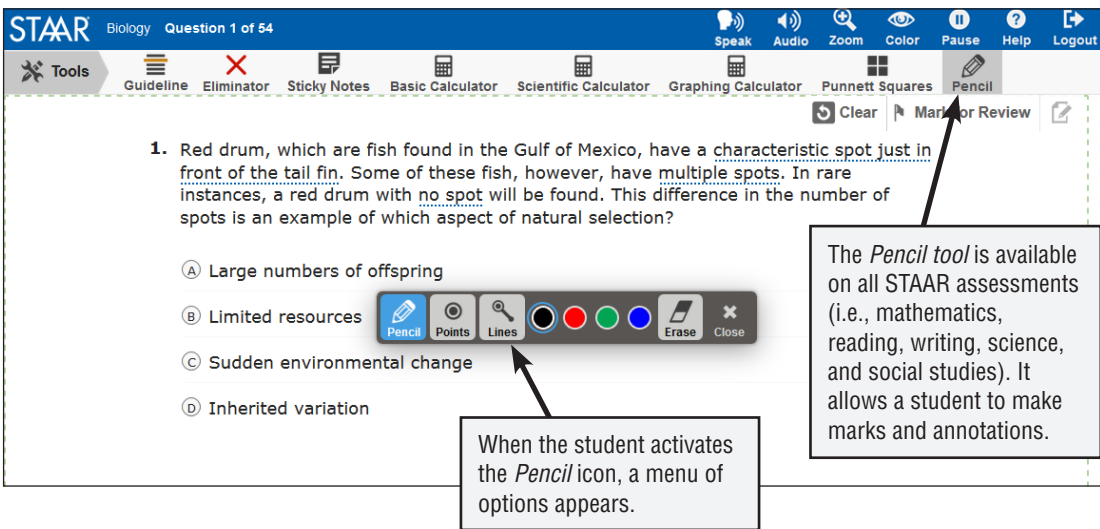 STAAR Biology Question 1 of 54 Speak Audio Zoom Color Pause Help Logout
Tools Guideline Eliminator Sticky Notes Basic Calculator Scientific Calculator Graphing Calculator Punnett Squares Pencil
Clear Mark for Review
1. Red drum, which are fish found in the Gulf of Mexico, have a characteristic spot just in
front of the tail fin. Some of these fish, however, have multiple spots. In rare
instances, a red drum with no spot will be found. This difference in the number of
spots is an example of which aspect of natural selection?
A Large numbers of offspring
B Limited resources
C Sudden environmental change
D Inherited variation
Pencil Points Lines Erase Close
The Pencil tool is available
on all STAAR assessments
(i.e., mathematics,
reading, writing, science,
and social studies). It
allows a student to make
marks and annotations.
When the student activates
the Pencil icon, a menu of
options appears.